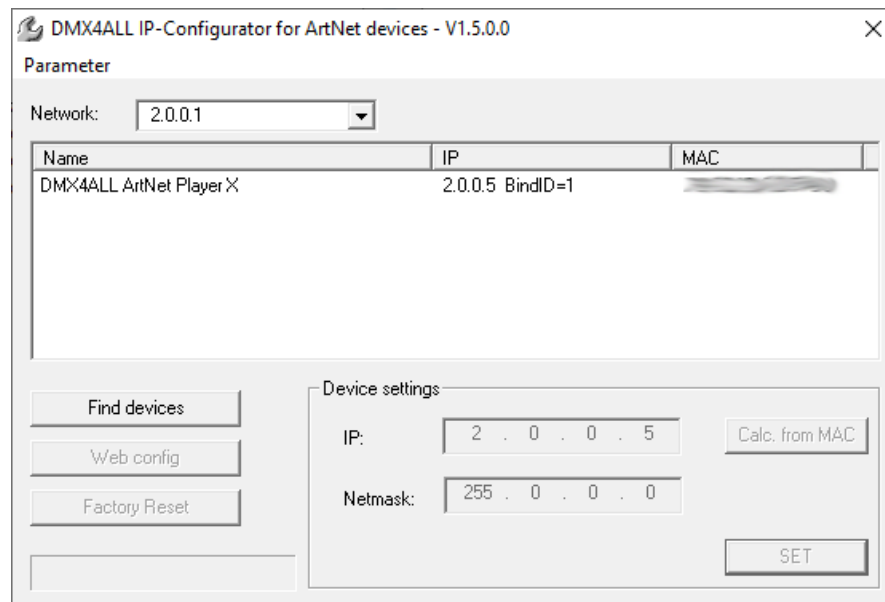 DMX4ALL IP-Configurator for ArtNet devices - V1.5.0.0
Parameter
Network: 2.0.0.1
Name IP MAC
DMX4ALL ArtNet Player X 2.0.0.5 BindID=1
Find devices
Web config
Factory Reset
Device settings
IP: 2 . 0 . 0 . 5 Calc. from MAC
Netmask: 255 . 0 . 0 . 0
SET